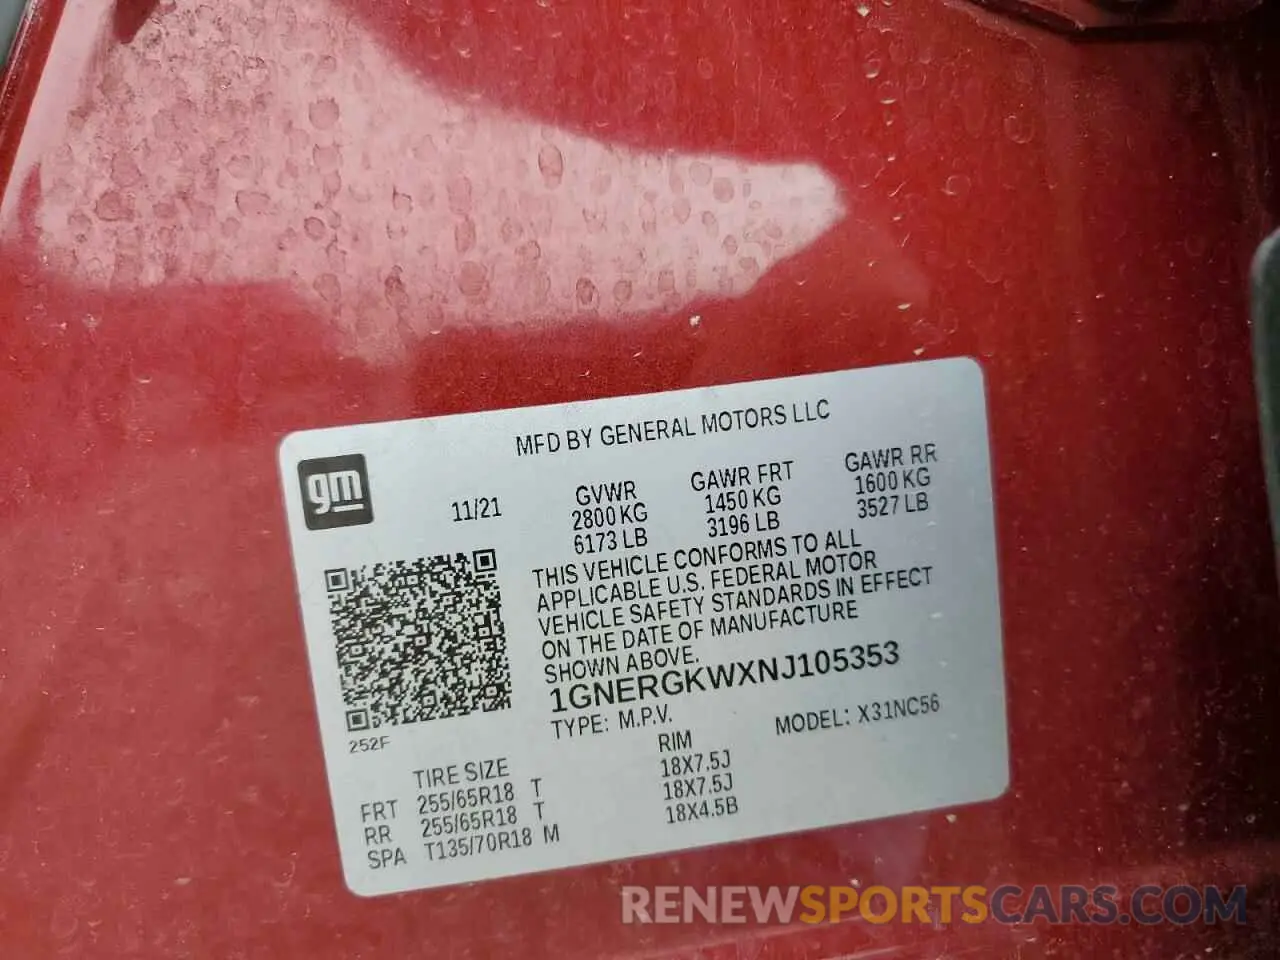 MFD BY GENERAL MOTORS LLC
gm
11/21
GVWR GAWR FRT GAWR RR
2800 KG 1450 KG 1600 KG
6173 LB 3196 LB 3527 LB
THIS VEHICLE CONFORMS TO ALL
APPLICABLE U.S. FEDERAL MOTOR
VEHICLE SAFETY STANDARDS IN EFFECT
ON THE DATE OF MANUFACTURE
SHOWN ABOVE.
1GNERGKWXNJ105353
TYPE: M.P.V. MODEL: X31NC56
252F
TIRE SIZE RIM
FRT 255/65R18 T 18X7.5J
RR 255/65R18 T 18X7.5J
SPA T135/70R18 M 18X4.5B
RENEWSPORTSCARS.COM